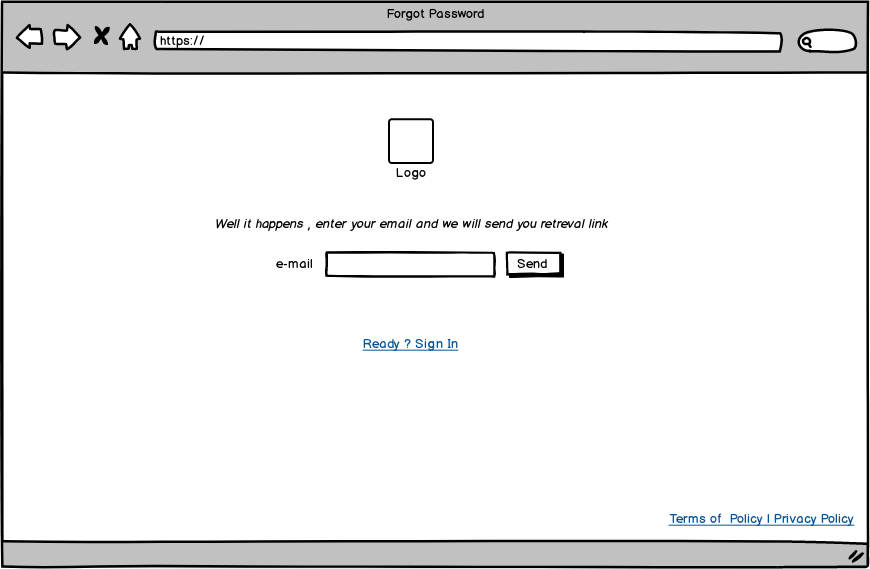 Forgot Password
https://
Logo
Well it happens , enter your email and we will send you retreval link
e-mail
Send
Ready ? Sign In
Terms of  Policy | Privacy Policy